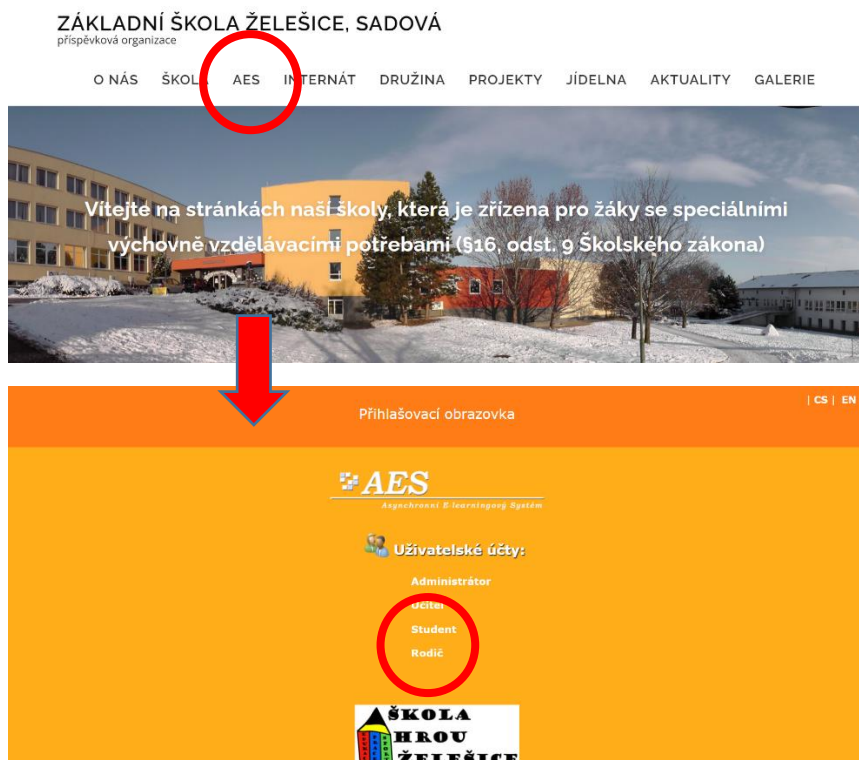 ZÁKLADNÍ ŠKOLA ŽELEŠICE, SADOVÁ
příspěvková organizace
O NÁS ŠKOLA AES INTERNÁT DRUŽINA PROJEKTY JÍDELNA AKTUALITY GALERIE
Vítejte na stránkách naší školy, která je zřízena pro žáky se speciálními
výchovně vzdělávacími potřebami (§16, odst. 9 Školského zákona)
Přihlašovací obrazovka
| CS | EN
AES
Asynchronní E-learningový Systém
Uživatelské účty:
Administrátor
Učitel
Student
Rodič
ŠKOLA
HROU
ŽELEŠICE